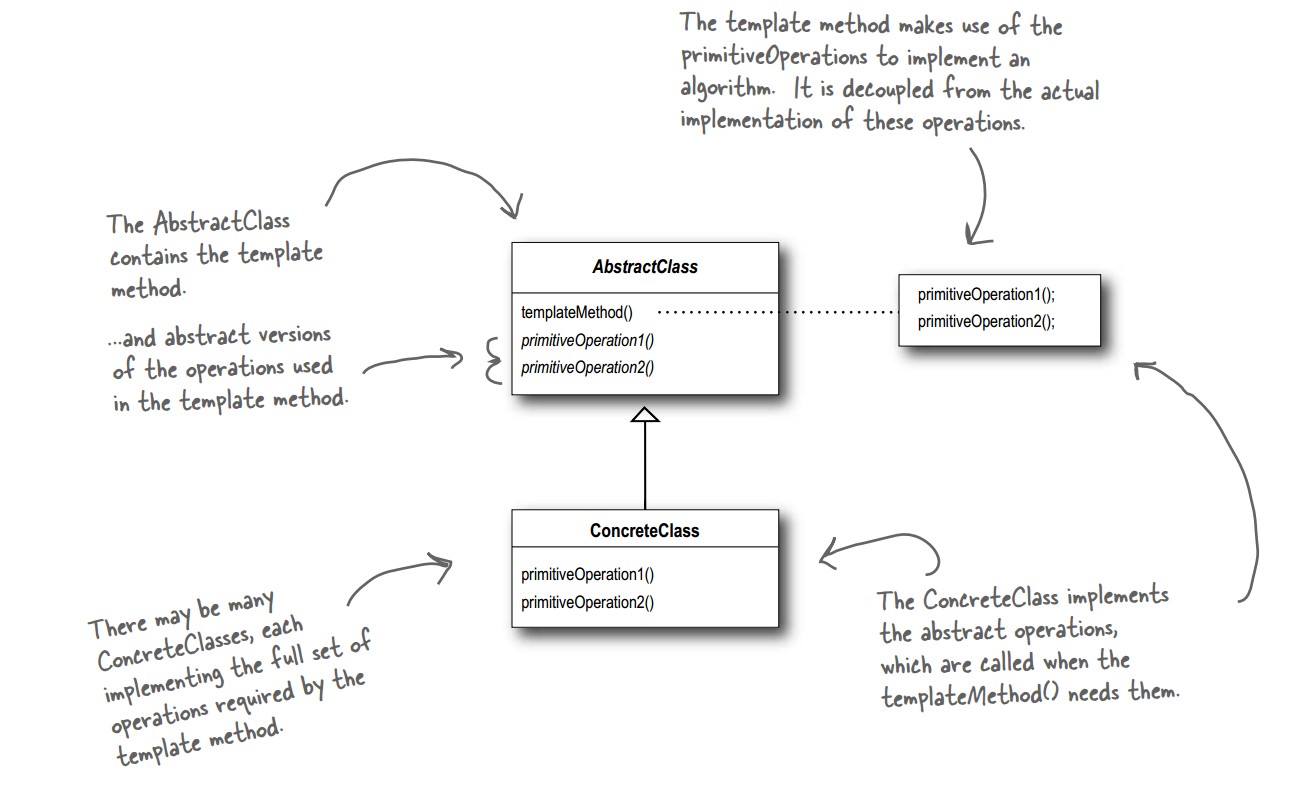 The template method makes use of the
primitiveOperations to implement an
algorithm. It is decoupled from the actual
implementation of these operations.
The AbstractClass
contains the template
method.
...and abstract versions
of the operations used
in the template method.
AbstractClass
templateMethod()
primitiveOperation1()
primitiveOperation2()
primitiveOperation1();
primitiveOperation2();
ConcreteClass
primitiveOperation1()
primitiveOperation2()
There may be many
ConcreteClasses, each
implementing the full set of
operations required by the
template method.
The ConcreteClass implements
the abstract operations,
which are called when the
templateMethod() needs them.